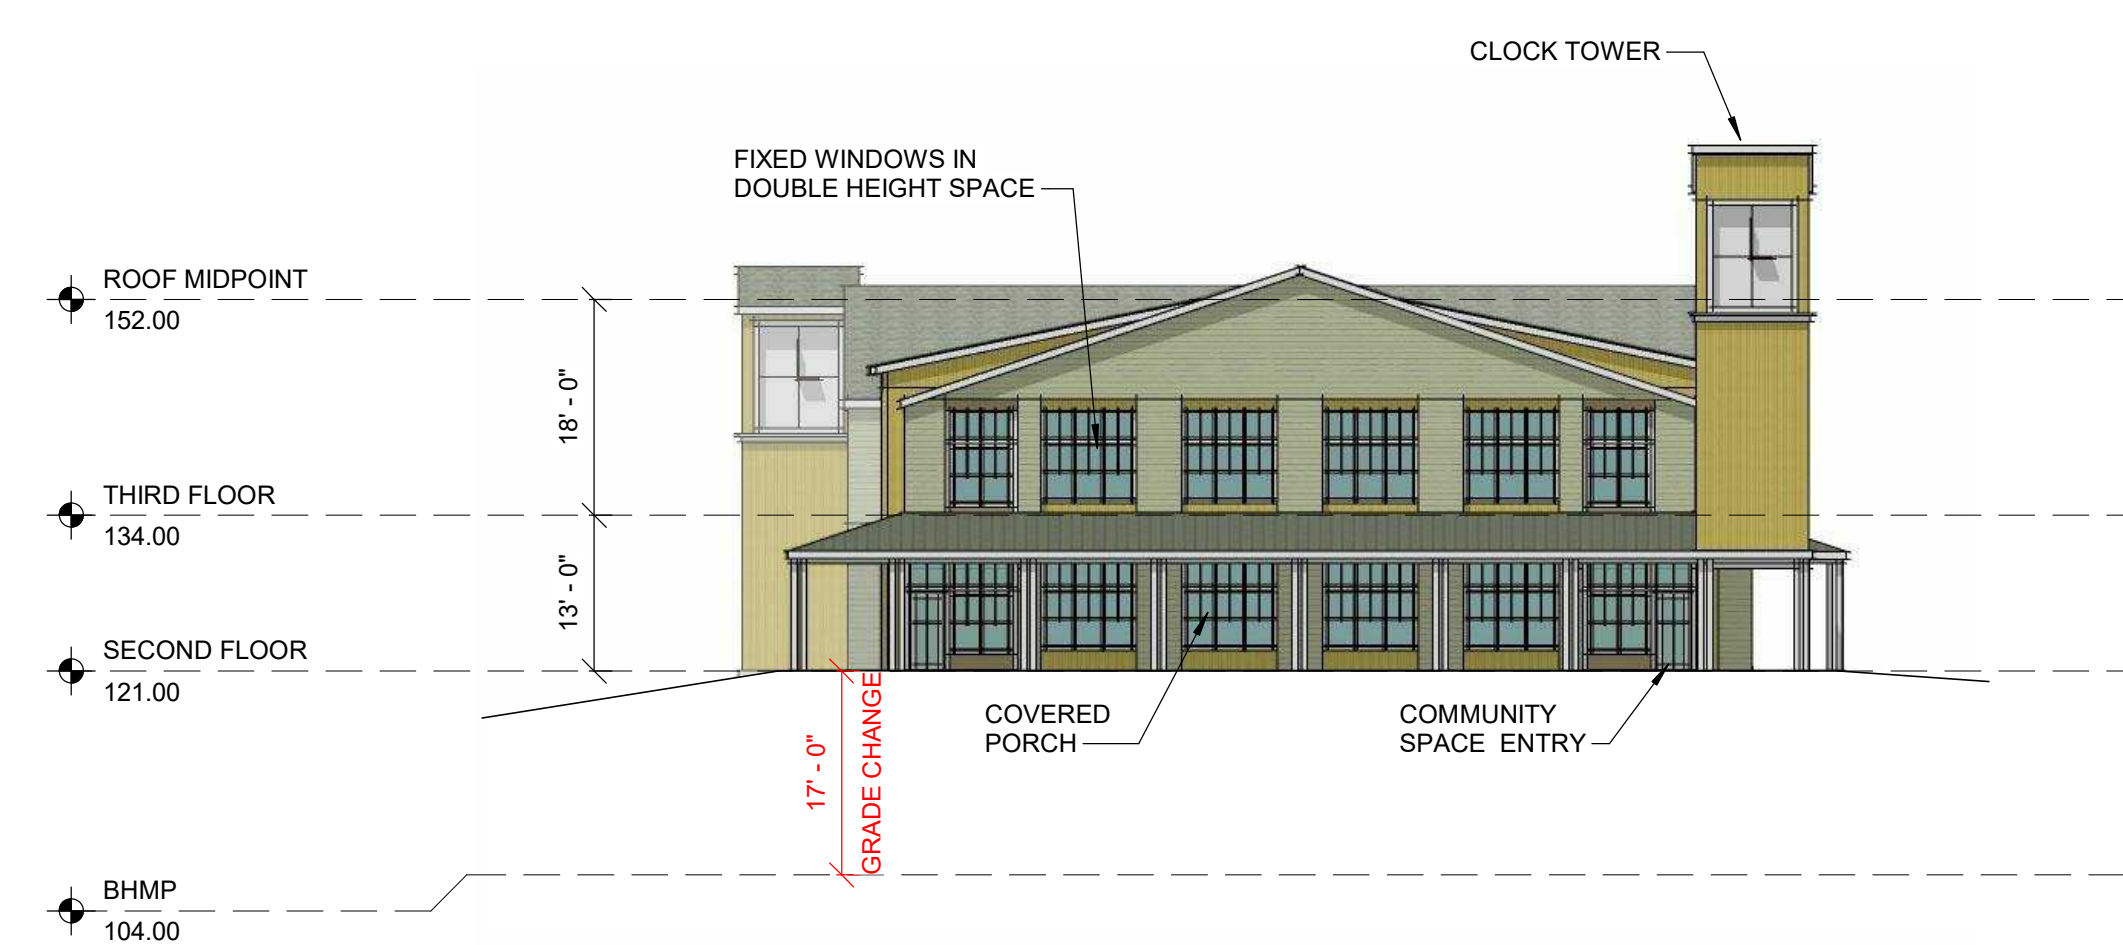 CLOCK TOWER
FIXED WINDOWS IN
DOUBLE HEIGHT SPACE
ROOF MIDPOINT
152.00
18' - 0"
THIRD FLOOR
134.00
13' - 0"
SECOND FLOOR
121.00
COVERED
PORCH
COMMUNITY
SPACE ENTRY
17' - 0"
GRADE CHANGE
BHMP
104.00